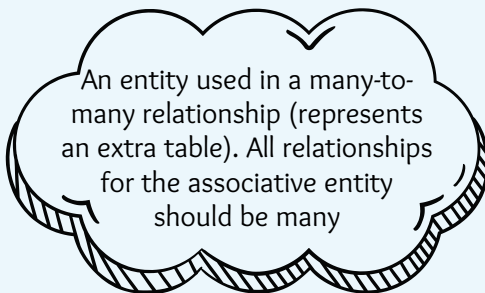 An entity used in a many-to-
many relationship (represents
an extra table). All relationships
for the associative entity
should be many